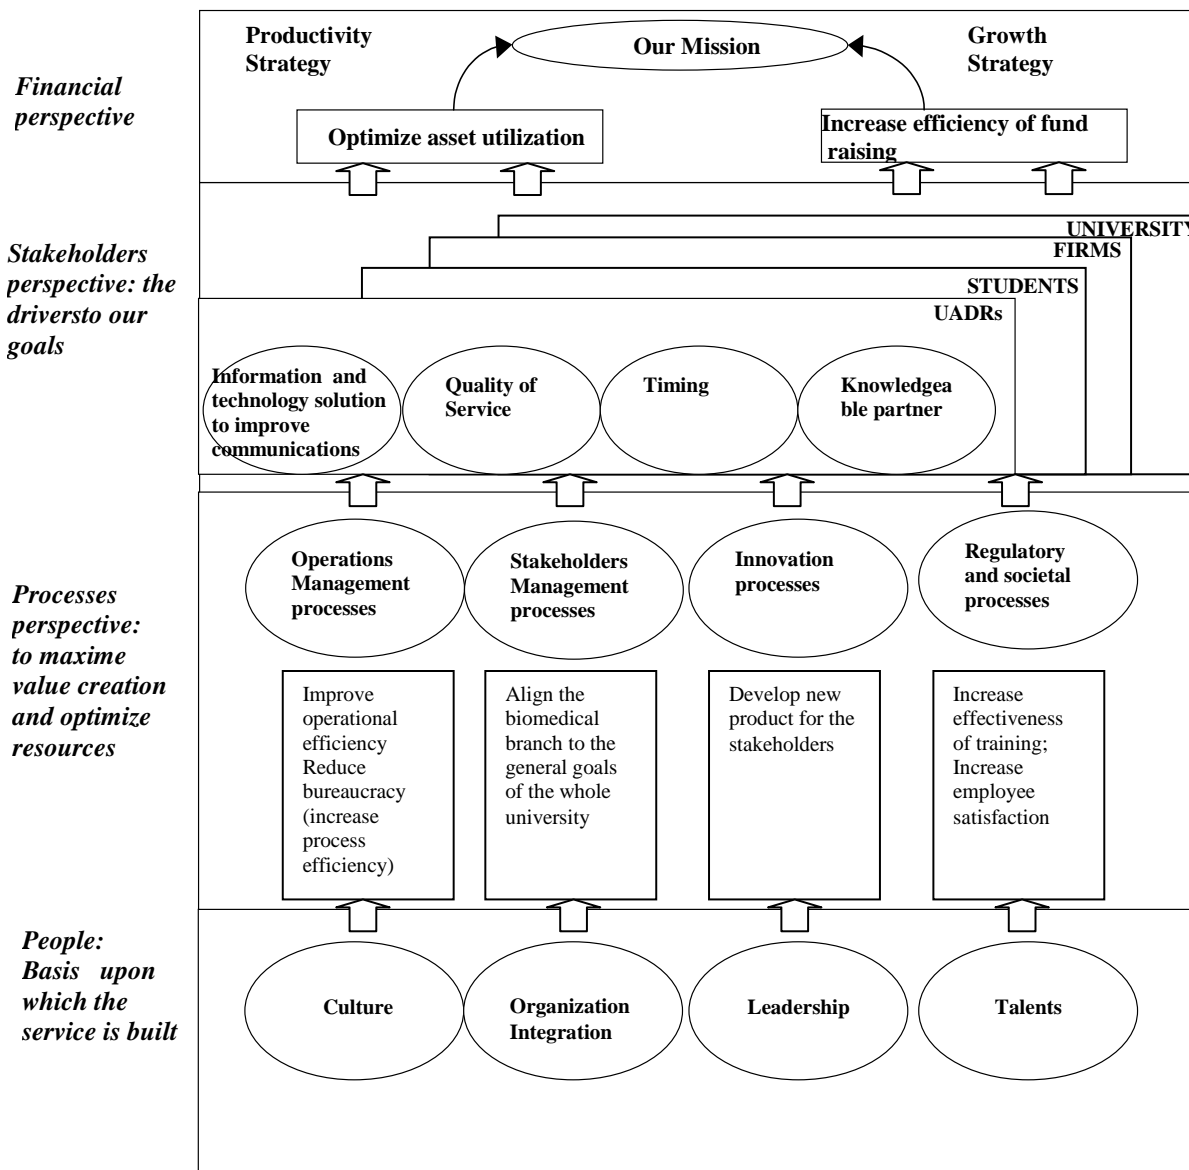 Productivity
Strategy
Our Mission
Growth
Strategy
Financial
perspective
Optimize asset utilization
Increase efficiency of fund
raising
Stakeholders
perspective: the
driversto our
goals
UNIVERSITY
FIRMS
STUDENTS
UADRs
Information and
technology solution
to improve
communications
Quality of
Service
Timing
Knowledgea
ble partner
Processes
perspective:
to maxime
value creation
and optimize
resources
Operations
Management
processes
Stakeholders
Management
processes
Innovation
processes
Regulatory
and societal
processes
Improve
operational
efficiency
Reduce
bureaucracy
(increase
process
efficiency)
Align the
biomedical
branch to the
general goals
of the whole
university
Develop new
product for the
stakeholders
Increase
effectiveness
of training;
Increase
employee
satisfaction
People:
Basis upon
which the
service is built
Culture
Organization
Integration
Leadership
Talents